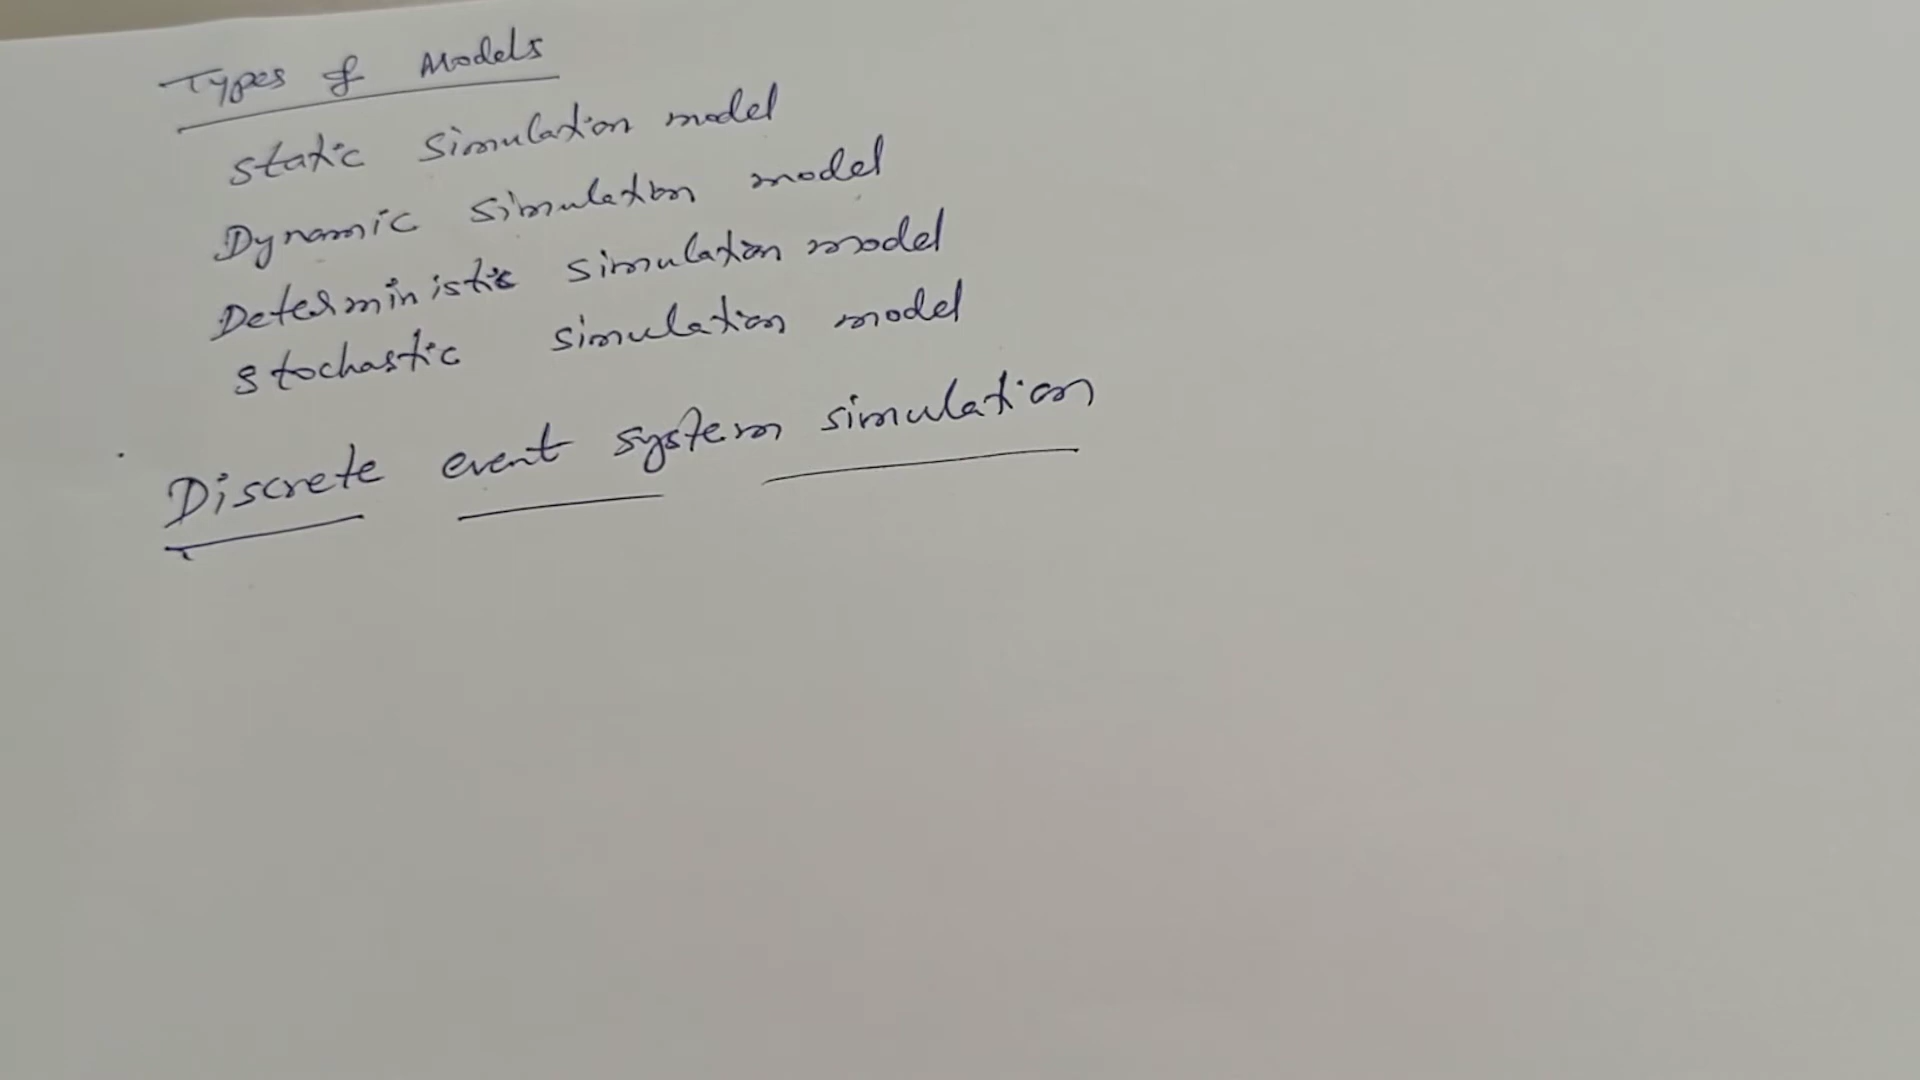 Types of Models
static simulation model
Dynamic simulation model
Deterministic simulation model
stochastic simulation model
Discrete event system simulation